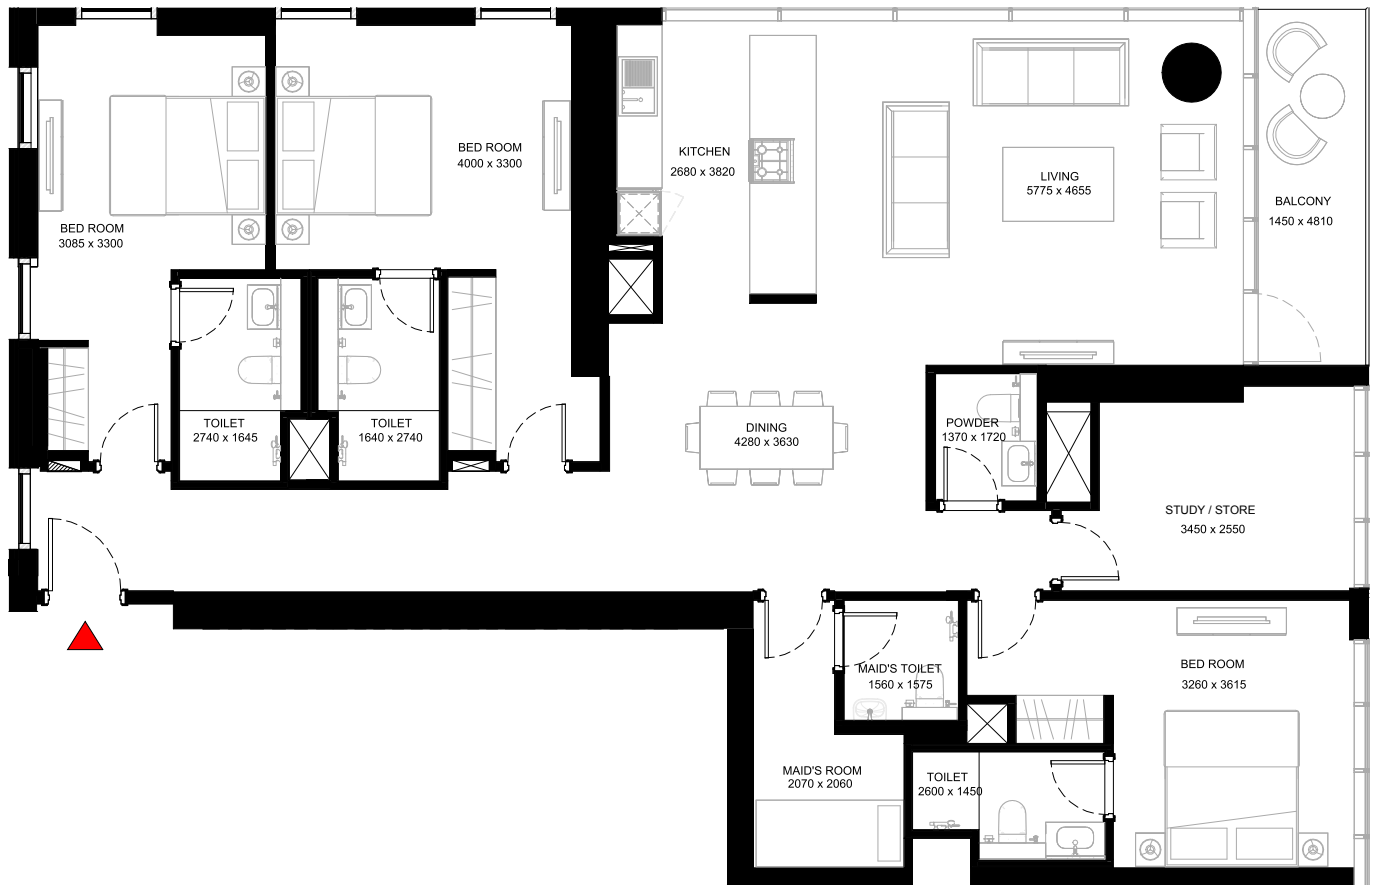 BED ROOM
4000 x 3300
KITCHEN
2680 x 3820
LIVING
5775 x 4655
BALCONY
1450 x 4810
BED ROOM
3085 x 3300
TOILET
2740 x 1645
TOILET
1640 x 2740
DINING
4280 x 3630
POWDER
1370 x 1720
STUDY / STORE
3450 x 2550
MAID'S TOILET
1560 x 1575
BED ROOM
3260 x 3615
MAID'S ROOM
2070 x 2060
TOILET
2600 x 1450